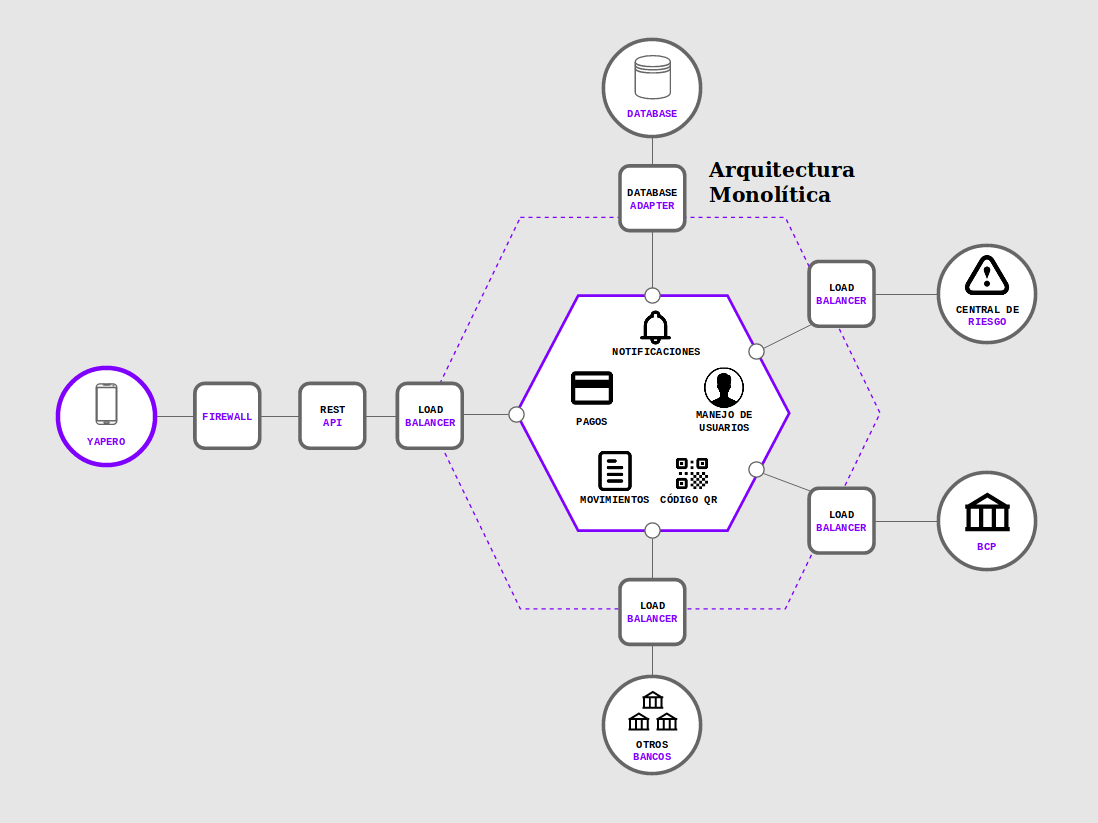 DATABASE
Arquitectura
Monolítica
DATABASE
ADAPTER
LOAD
BALANCER
CENTRAL DE
RIESGO
NOTIFICACIONES
YAPERO
FIREWALL
REST
API
LOAD
BALANCER
PAGOS
MANEJO DE
USUARIOS
MOVIMIENTOS
CÓDIGO QR
LOAD
BALANCER
BCP
LOAD
BALANCER
OTROS
BANCOS